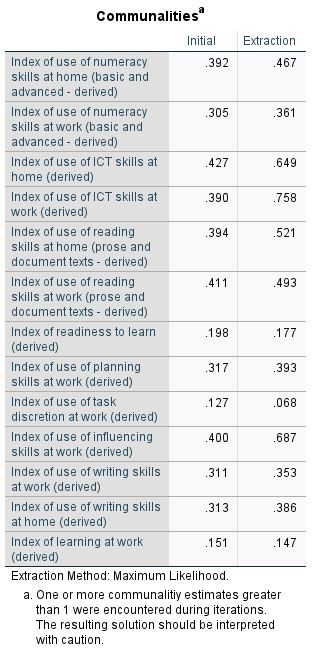 Communalitiesa
Initial Extraction
Index of use of numeracy
skills at home (basic and
advanced - derived)
.392 .467
Index of use of numeracy
skills at work (basic and
advanced - derived)
.305 .361
Index of use of ICT skills at
home (derived)
.427 .649
Index of use of ICT skills at
work (derived)
.390 .758
Index of use of reading
skills at home (prose and
document texts - derived)
.394 .521
Index of use of reading
skills at work (prose and
document texts - derived)
.411 .493
Index of readiness to learn
(derived)
.198 .177
Index of use of planning
skills at work (derived)
.317 .393
Index of use of task
discretion at work (derived)
.127 .068
Index of use of influencing
skills at work (derived)
.400 .687
Index of use of writing skills
at work (derived)
.311 .353
Index of use of writing skills
at home (derived)
.313 .386
Index of learning at work
(derived)
.151 .147
Extraction Method: Maximum Likelihood.
a. One or more communalitiy estimates greater
than 1 were encountered during iterations.
The resulting solution should be interpreted
with caution.